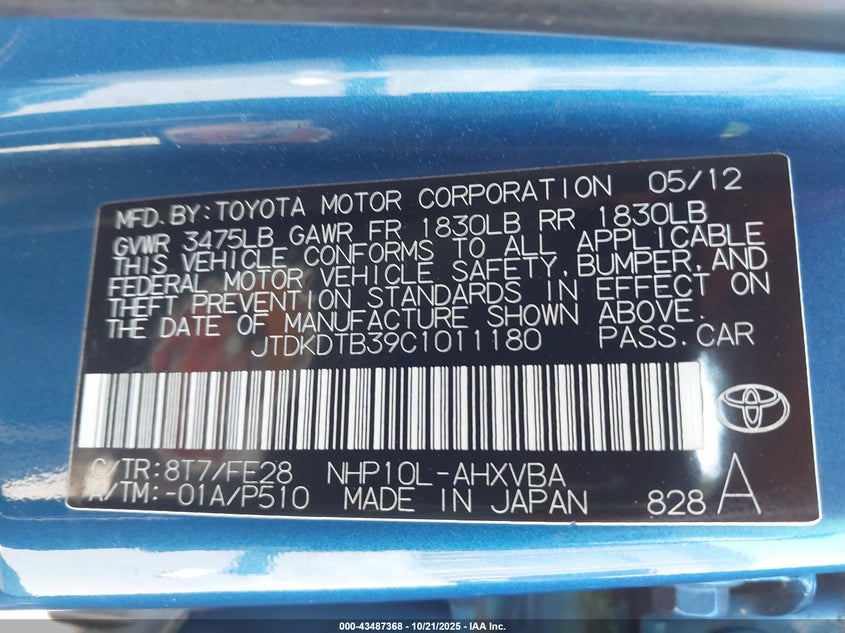 MFD. BY: TOYOTA MOTOR CORPORATION 05/12
GVWR 3475LB GAWR FR 1830LB RR 1830LB
THIS VEHICLE CONFORMS TO ALL APPLICABLE
FEDERAL MOTOR VEHICLE SAFETY, BUMPER, AND
THEFT PREVENTION STANDARDS IN EFFECT ON
THE DATE OF MANUFACTURE SHOWN ABOVE.
JTDKDTB39C1011180 PASS. CAR
C/TR: 8T7/FE28 NHP10L-AHXVBA
A/TM: -01A/P510 MADE IN JAPAN 828 A
000-43487368 - 10/21/2025 - IAA Inc.